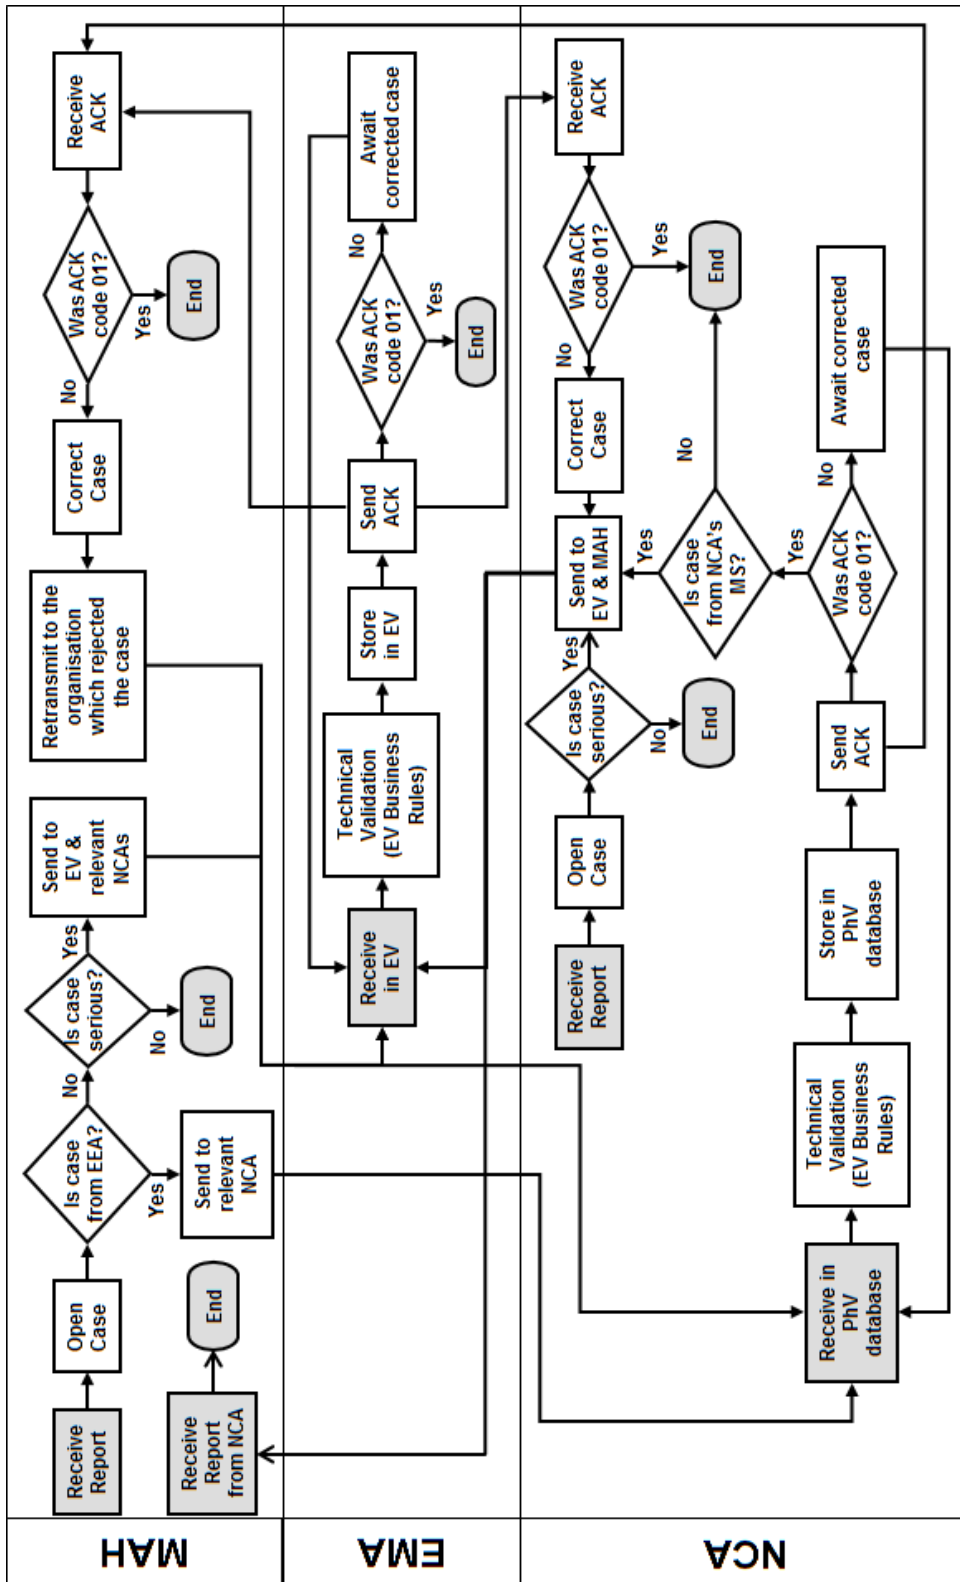 MAH
Receive
Report
Open
Case
Is case
from EEA?
No
Yes
Is case
serious?
Yes
No
End
Send to
EV &
relevant
NCAs
Send to
relevant
NCA
Receive
Report
from NCA
End
Retransmit to the
organisation
which rejected
the case
Correct
Case
No
Was ACK
code 01?
Yes
End
Receive
ACK
EMA
Receive
in EV
Technical
Validation
(EV Business
Rules)
Store
in EV
Send
ACK
Was ACK
code 01?
No
Yes
End
Await
corrected case
NCA
Receive
Report
Open
Case
Is case
serious?
Yes
No
End
Send to
EV & MAH
Correct
Case
No
Was ACK
code 01?
Yes
End
Receive
ACK
Yes
Is case
from NCA's
MS?
No
Receive in
PhV
database
Technical
Validation
(EV Business
Rules)
Store in
PhV
database
Send
ACK
Was ACK
code 01?
Yes
No
Await corrected
case